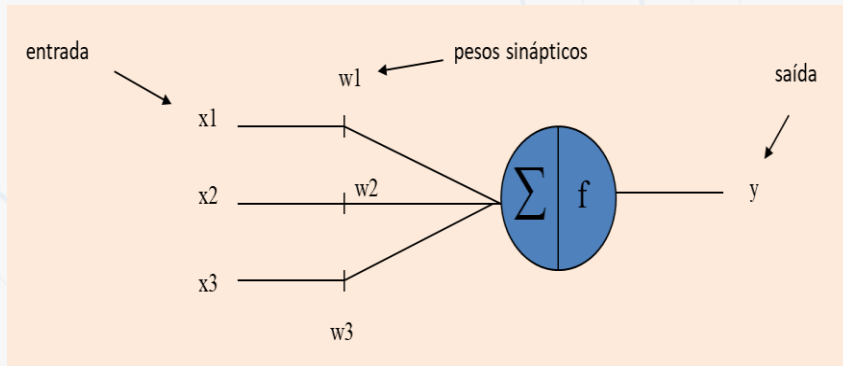 entrada
pesos sinápticos
w1
saída
x1
x2
w2
∑ f
y
x3
w3